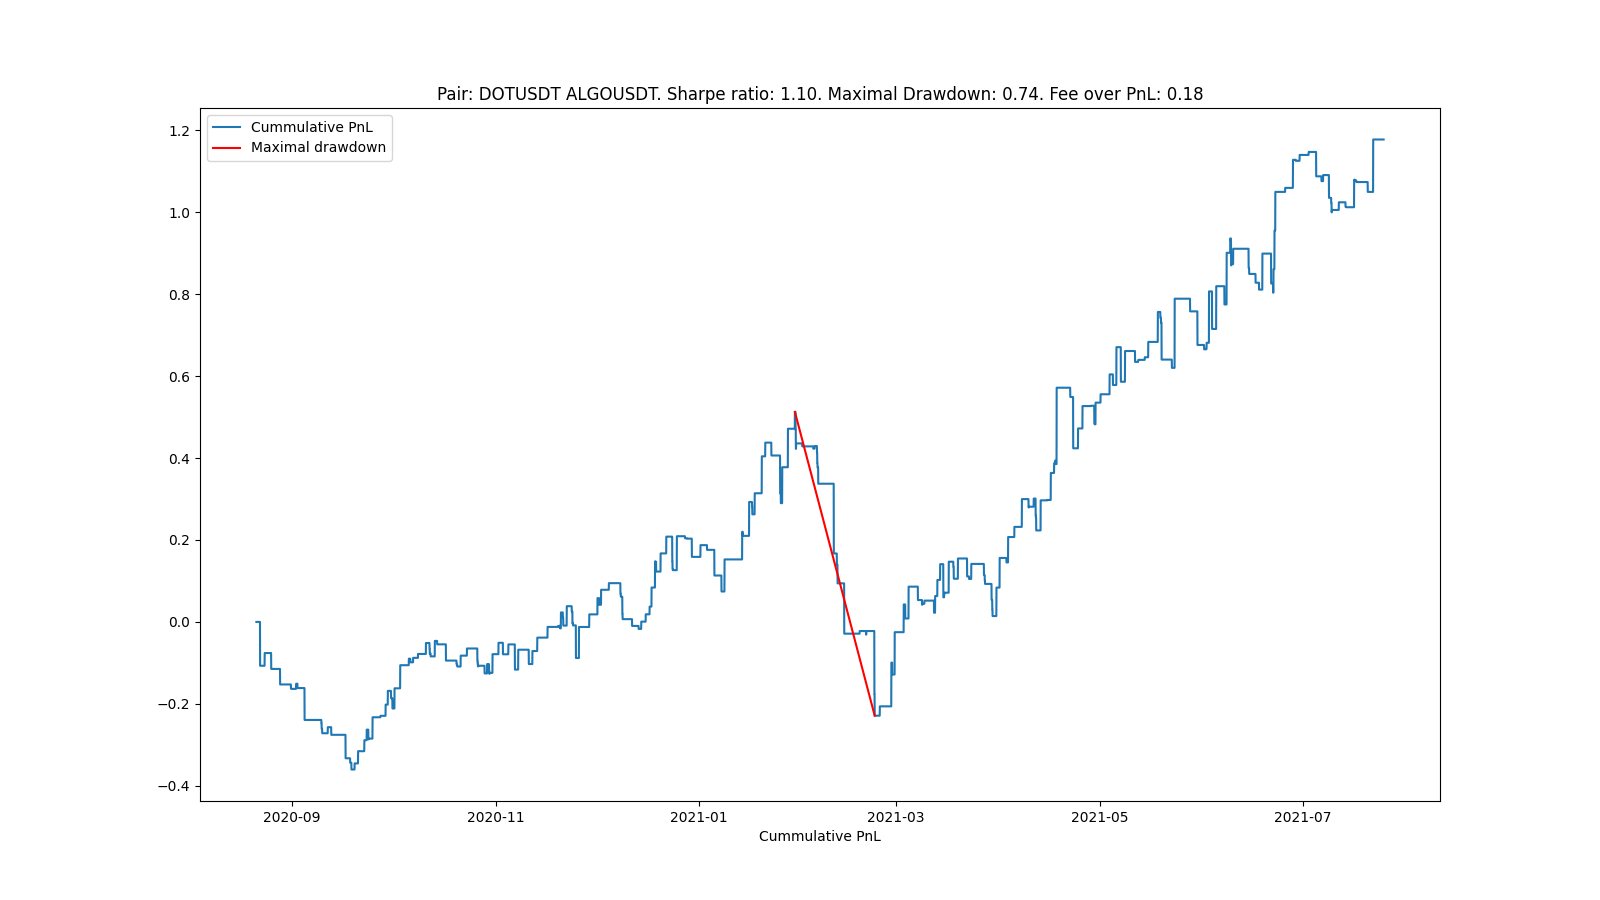 Pair: DOTUSDT ALGOUSDT. Sharpe ratio: 1.10. Maximal Drawdown: 0.74. Fee over PnL: 0.18
Cummulative PnL
Maximal drawdown
1.2
1.0
0.8
0.6
0.4
0.2
0.0
−0.2
−0.4
2020-09 2020-11 2021-01 2021-03 2021-05 2021-07
Cummulative PnL